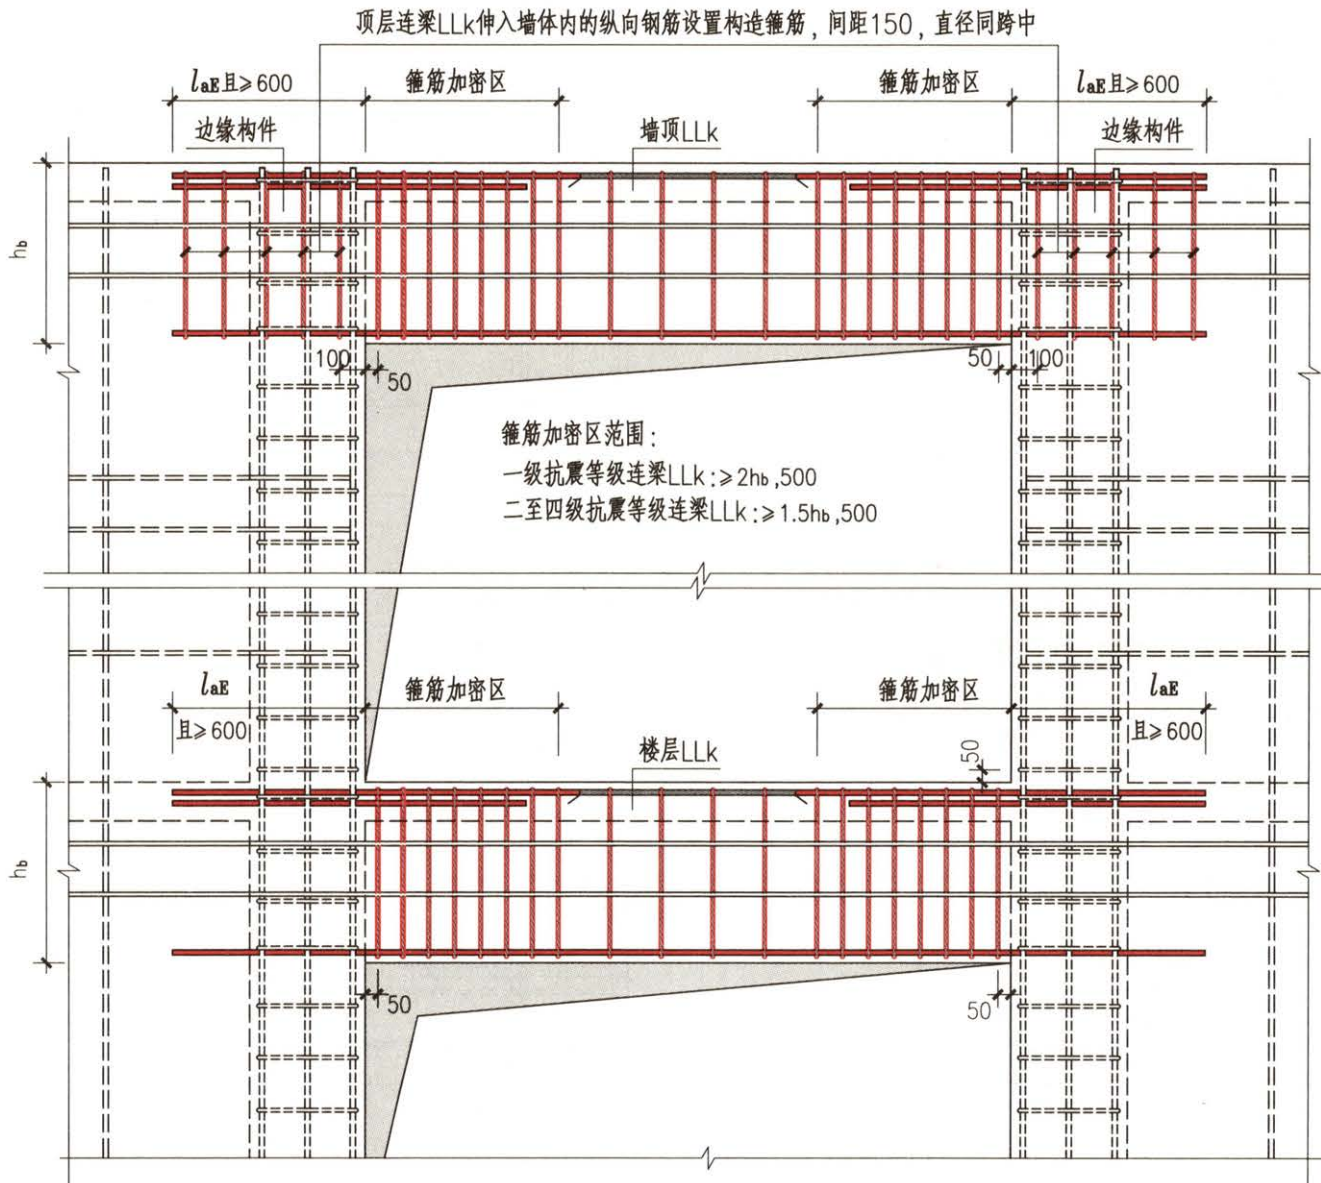 顶层连梁LLk伸入墙体内的纵向钢筋设置构造箍筋，间距150，直径同跨中
laE且≥600 箍筋加密区 箍筋加密区 laE且≥600
边缘构件 墙顶LLk 边缘构件
hb
100 50 50 100
箍筋加密区范围：
一级抗震等级连梁LLk:≥2hb,500
二至四级抗震等级连梁LLk:≥1.5hb,500
laE 箍筋加密区 箍筋加密区 laE
且≥600 且≥600
楼层LLk 50
hb
50 50